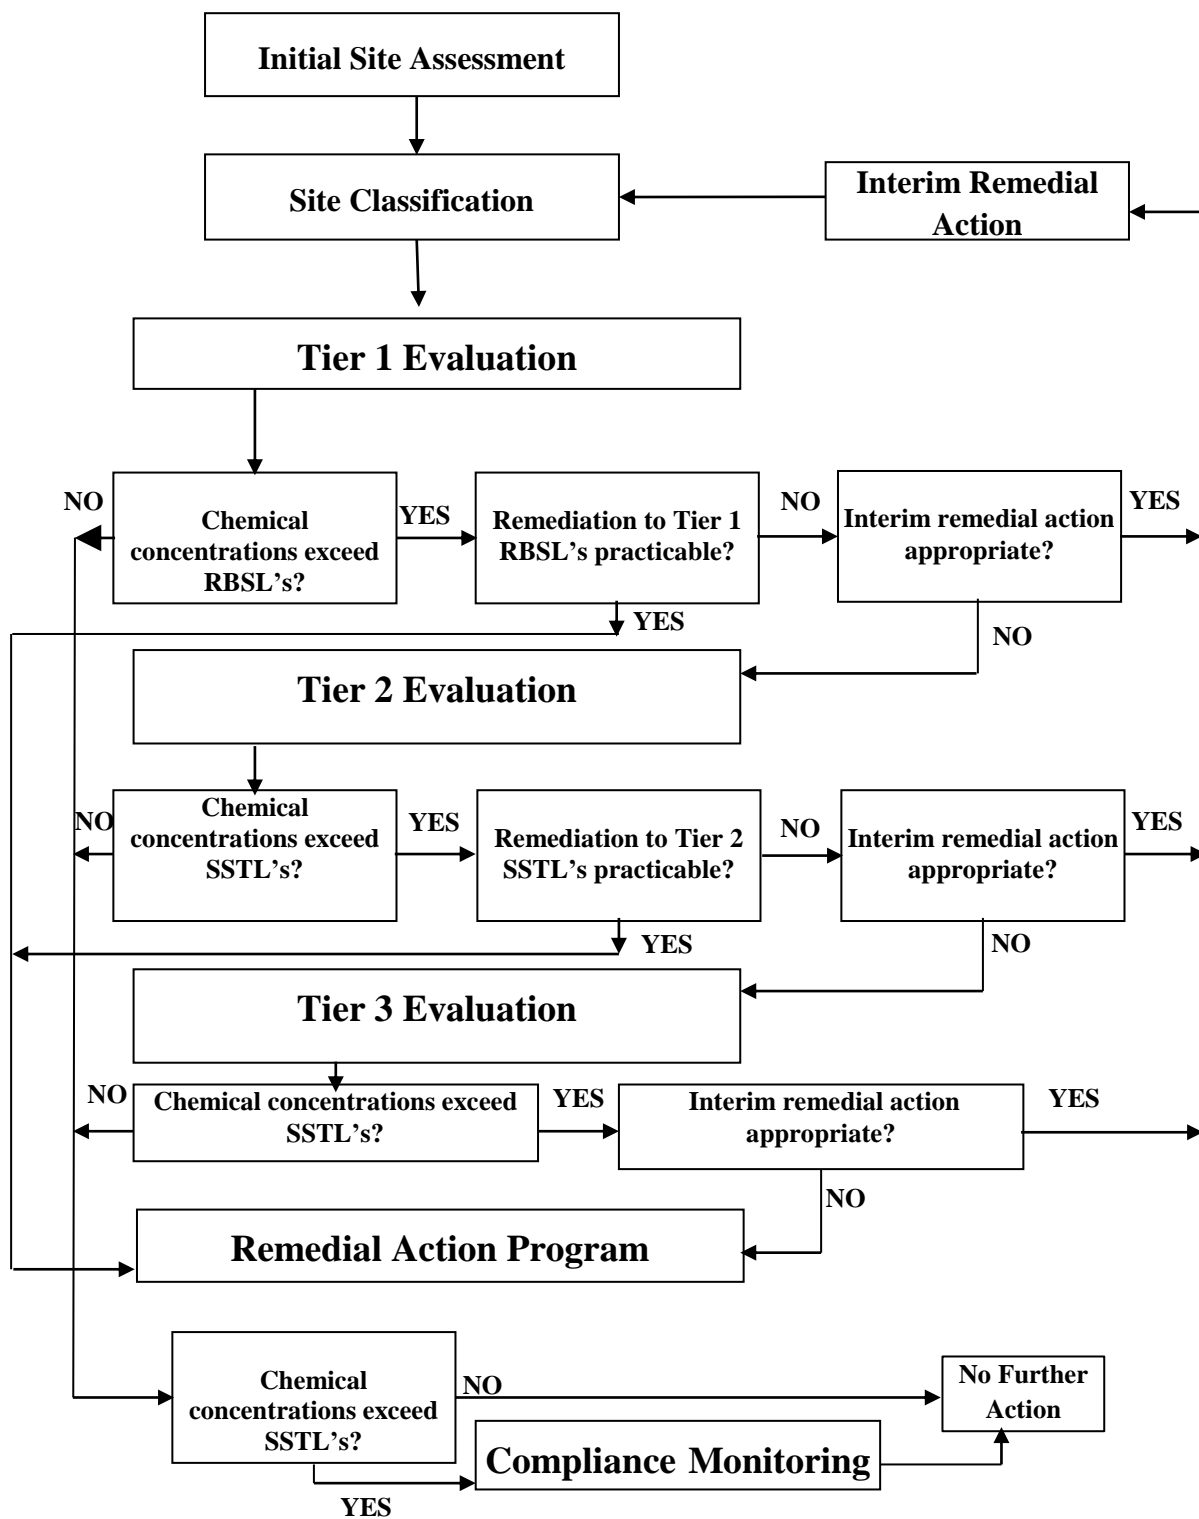 Initial Site Assessment
Site Classification
Interim Remedial
Action
Tier 1 Evaluation
NO
Chemical
concentrations exceed
RBSL’s?
YES
Remediation to Tier 1
RBSL’s practicable?
NO
Interim remedial action
appropriate?
YES
YES
NO
Tier 2 Evaluation
NO
Chemical
concentrations exceed
SSTL’s?
YES
Remediation to Tier 2
SSTL’s practicable?
NO
Interim remedial action
appropriate?
YES
YES
NO
Tier 3 Evaluation
NO
Chemical concentrations exceed
SSTL’s?
YES
Interim remedial action
appropriate?
YES
NO
Remedial Action Program
Chemical
concentrations exceed
SSTL’s?
NO
No Further
Action
Compliance Monitoring
YES